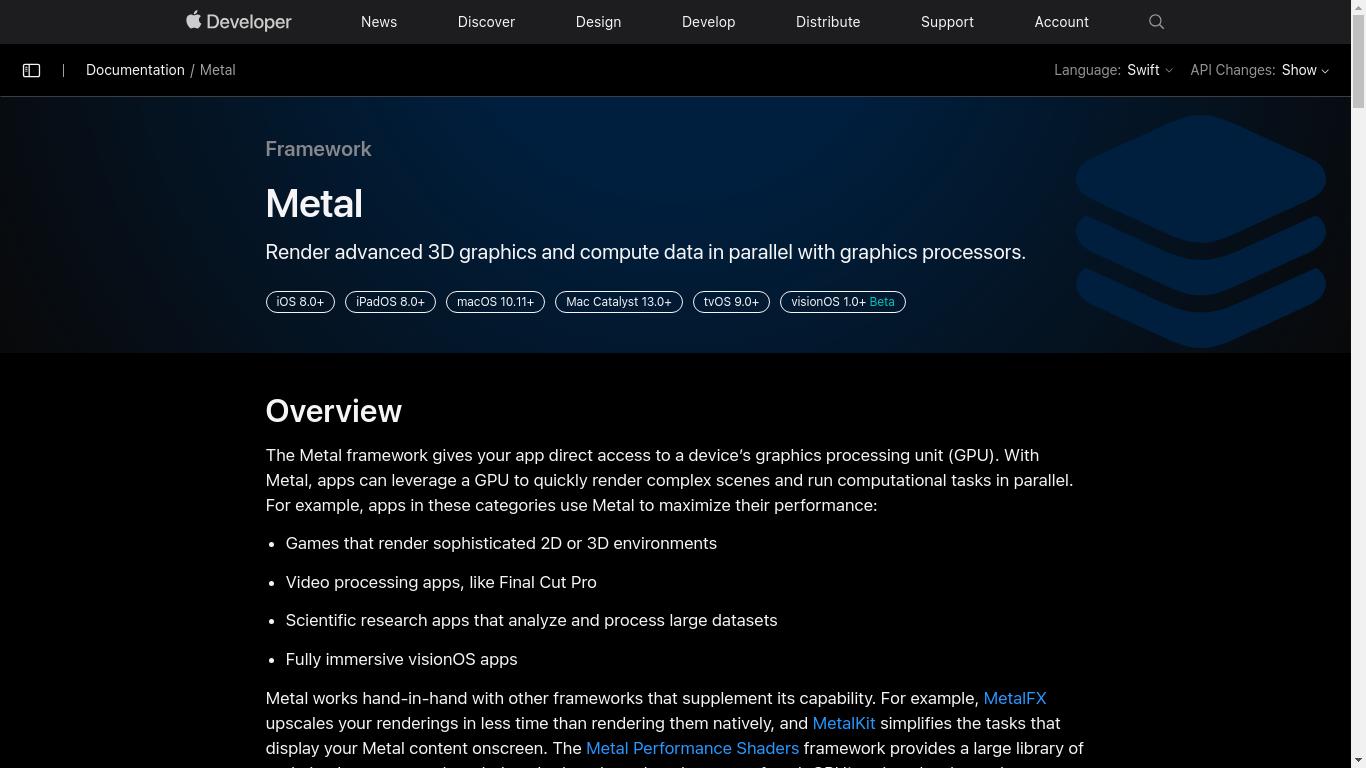 Developer News Discover Design Develop Distribute Support Account
Documentation / Metal Language: Swift API Changes: Show
Framework
Metal
Render advanced 3D graphics and compute data in parallel with graphics processors.
iOS 8.0+ iPadOS 8.0+ macOS 10.11+ Mac Catalyst 13.0+ tvOS 9.0+ visionOS 1.0+ Beta
Overview
The Metal framework gives your app direct access to a device’s graphics processing unit (GPU). With
Metal, apps can leverage a GPU to quickly render complex scenes and run computational tasks in parallel.
For example, apps in these categories use Metal to maximize their performance:
• Games that render sophisticated 2D or 3D environments
• Video processing apps, like Final Cut Pro
• Scientific research apps that analyze and process large datasets
• Fully immersive visionOS apps
Metal works hand-in-hand with other frameworks that supplement its capability. For example, MetalFX
upscales your renderings in less time than rendering them natively, and MetalKit simplifies the tasks that
display your Metal content onscreen. The Metal Performance Shaders framework provides a large library of